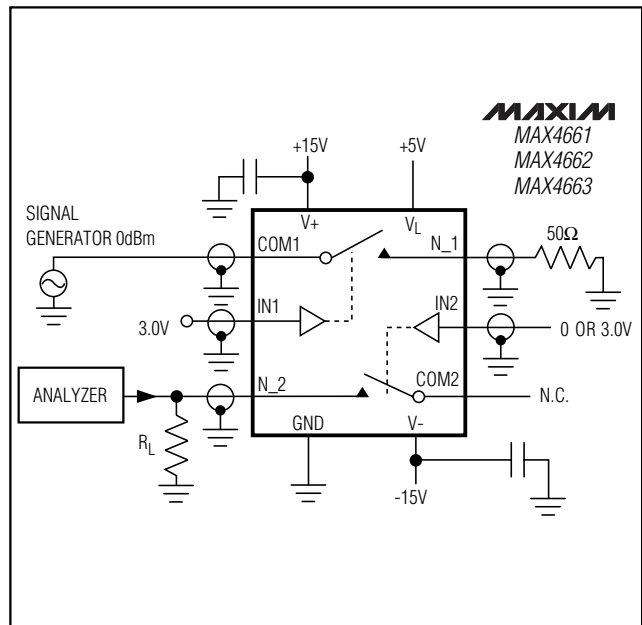 MAXIM
MAX4661
MAX4662
MAX4663
+15V
+5V
SIGNAL
GENERATOR 0dBm
V+
VL
COM1
N_1
50Ω
IN1
IN2
3.0V
0 OR 3.0V
ANALYZER
N_2
COM2
N.C.
RL
GND
V-
-15V